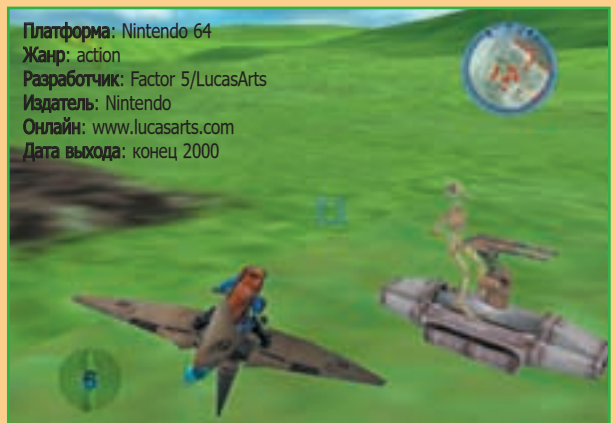 Платформа: Nintendo 64
Жанр: action
Разработчик: Factor 5/LucasArts
Издатель: Nintendo
Онлайн: www.lucasarts.com
Дата выхода: конец 2000